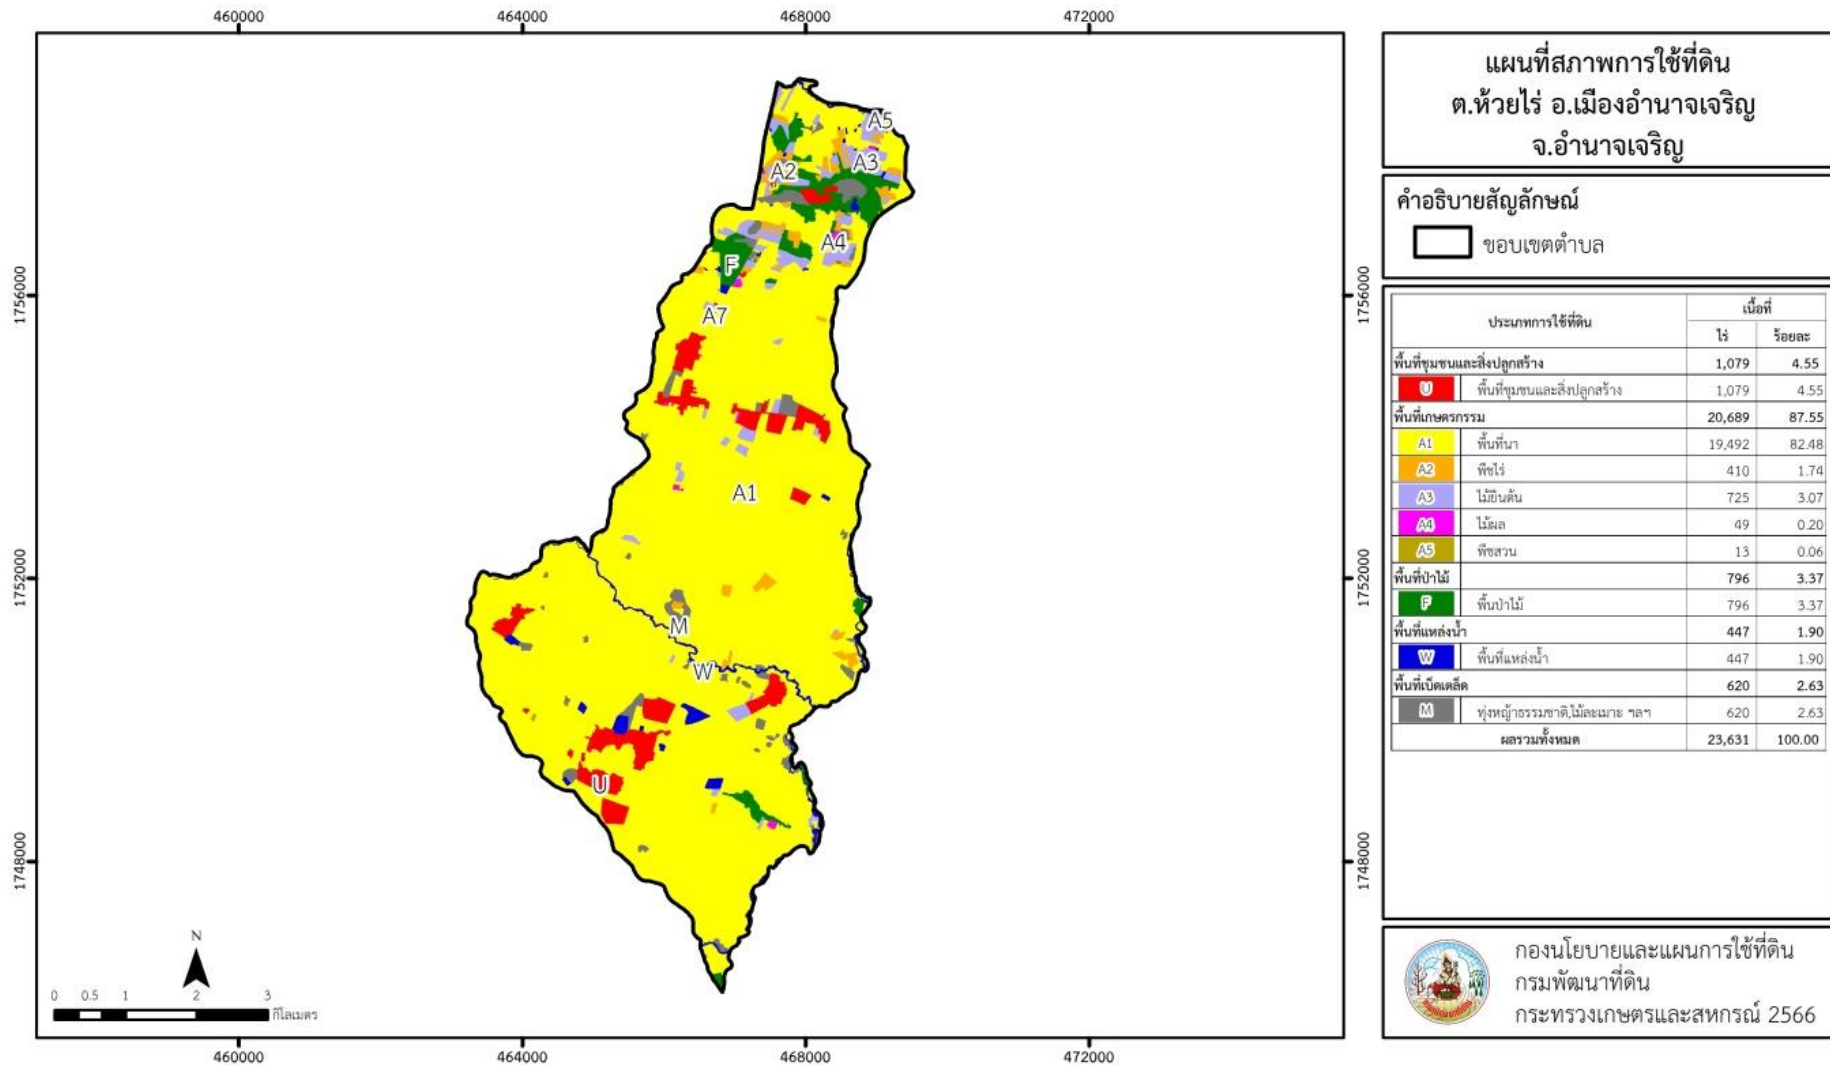 460000 464000 468000 472000
แผนที่สภาพการใช้ที่ดิน
ต.ห้วยไร่ อ.เมืองอำนาจเจริญ
จ.อำนาจเจริญ
คำอธิบายสัญลักษณ์
ขอบเขตตำบล
ประเภทการใช้ที่ดิน เนื้อที่
ไร่ ร้อยละ
พื้นที่ชุมชนและสิ่งปลูกสร้าง 1,079 4.55
U พื้นที่ชุมชนและสิ่งปลูกสร้าง 1,079 4.55
พื้นที่เกษตรกรรม 20,689 87.55
A1 พื้นที่นา 19,492 82.48
A2 พืชไร่ 410 1.74
A3 ไม้ยืนต้น 725 3.07
A4 ไม้ผล 49 0.20
A5 พืชสวน 13 0.06
พื้นที่ป่าไม้ 796 3.37
F พื้นป่าไม้ 796 3.37
พื้นที่แหล่งน้ำ 447 1.90
W พื้นที่แหล่งน้ำ 447 1.90
พื้นที่เบ็ดเตล็ด 620 2.63
M ทุ่งหญ้าธรรมชาติ,ไม้ละเมาะ ฯลฯ 620 2.63
ผลรวมทั้งหมด 23,631 100.00
กองนโยบายและแผนการใช้ที่ดิน
กรมพัฒนาที่ดิน
กระทรวงเกษตรและสหกรณ์ 2566
A5
A3
A2
A4
F
A7
A1
M
W
U
1756000
1752000
1748000
1756000
1752000
1748000
N
0 0.5 1 2 3
กิโลเมตร
460000 464000 468000 472000